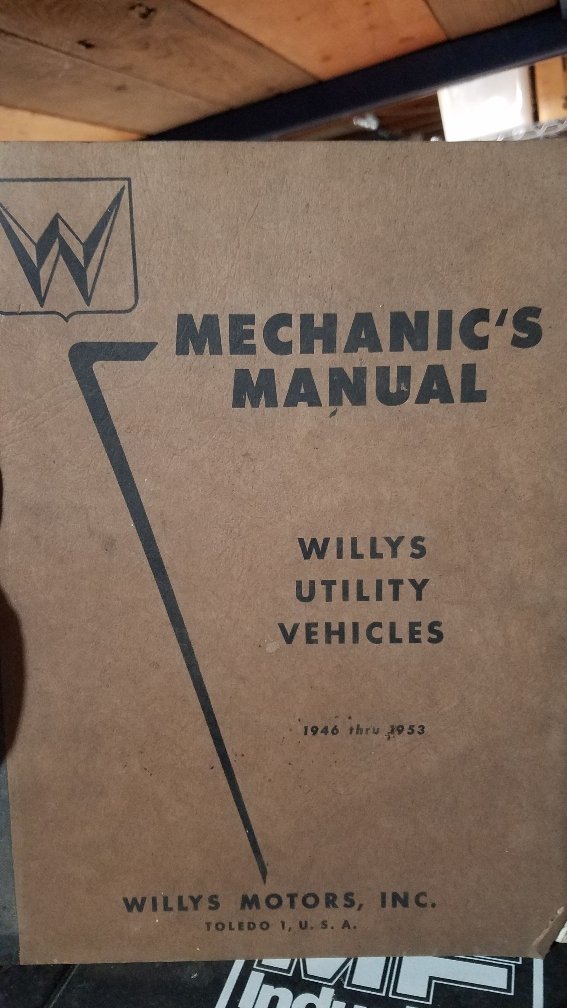 W
MECHANIC'S
MANUAL
WILLYS
UTILITY
VEHICLES
1946 thru 1953
WILLYS MOTORS, INC.
TOLEDO 1, U. S. A.